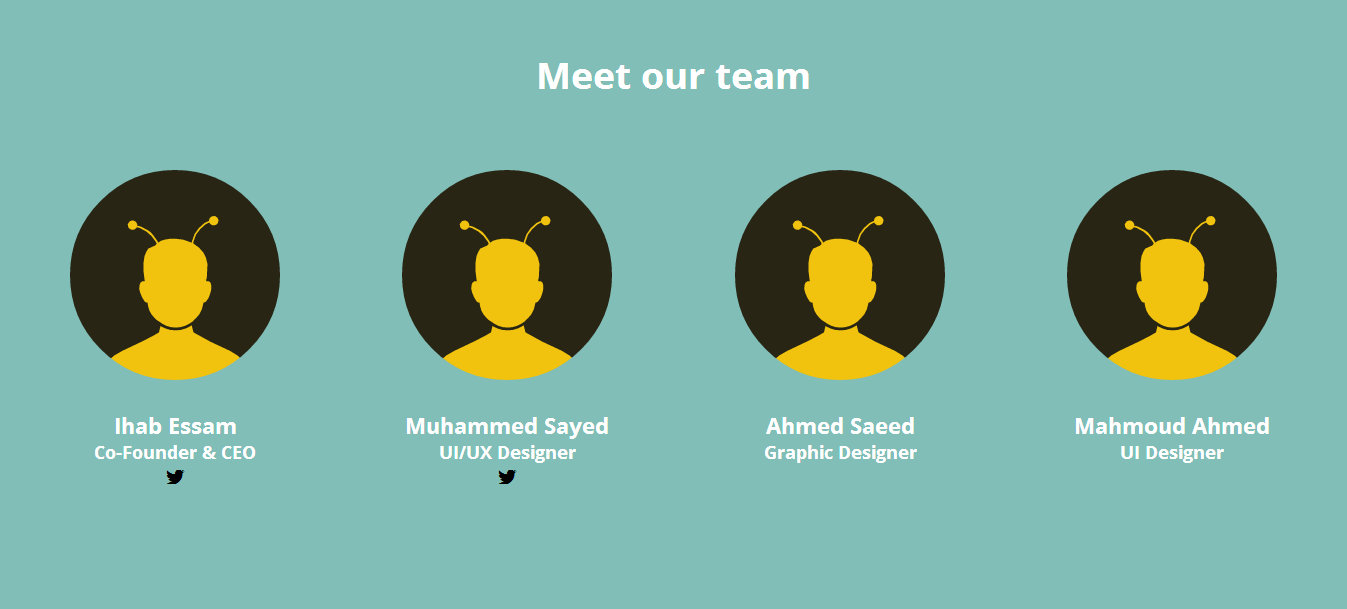 Meet our team
Ihab Essam
Co-Founder & CEO
Muhammed Sayed
UI/UX Designer
Ahmed Saeed
Graphic Designer
Mahmoud Ahmed
UI Designer